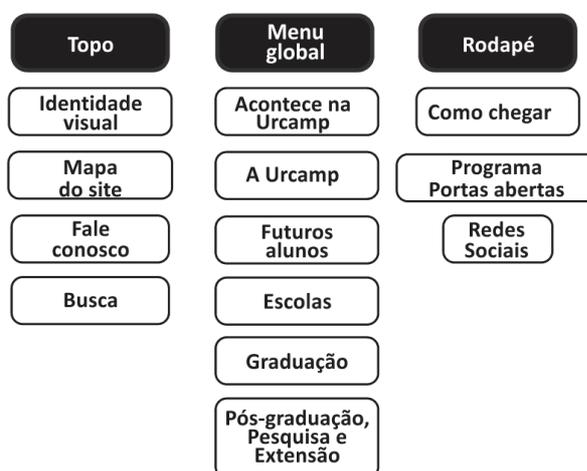 Topo
Identidade
visual
Mapa
do site
Fale
conosco
Busca
Menu
global
Acontece na
Urcamp
A Urcamp
Futuros
alunos
Escolas
Graduação
Pós-graduação,
Pesquisa e
Extensão
Rodapé
Como chegar
Programa
Portas abertas
Redes
Sociais